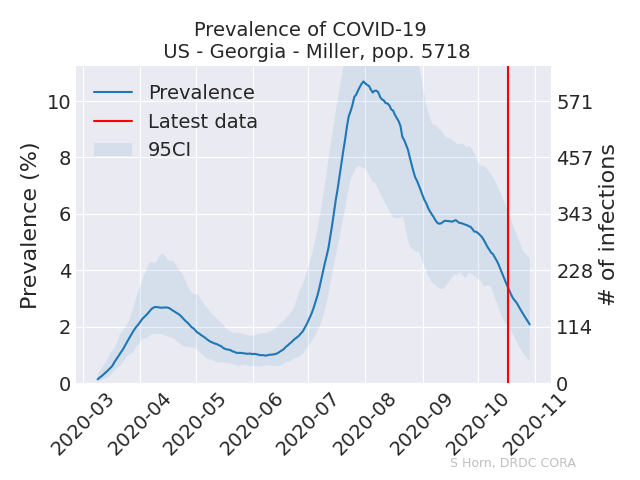 Prevalence of COVID-19
US - Georgia - Miller, pop. 5718
Prevalence
Latest data
95CI
Prevalence (%)
10
8
6
4
2
0
571
457
343
228
114
0
# of infections
2020-03
2020-04
2020-05
2020-06
2020-07
2020-08
2020-09
2020-10
2020-11
S Horn, DRDC CORA